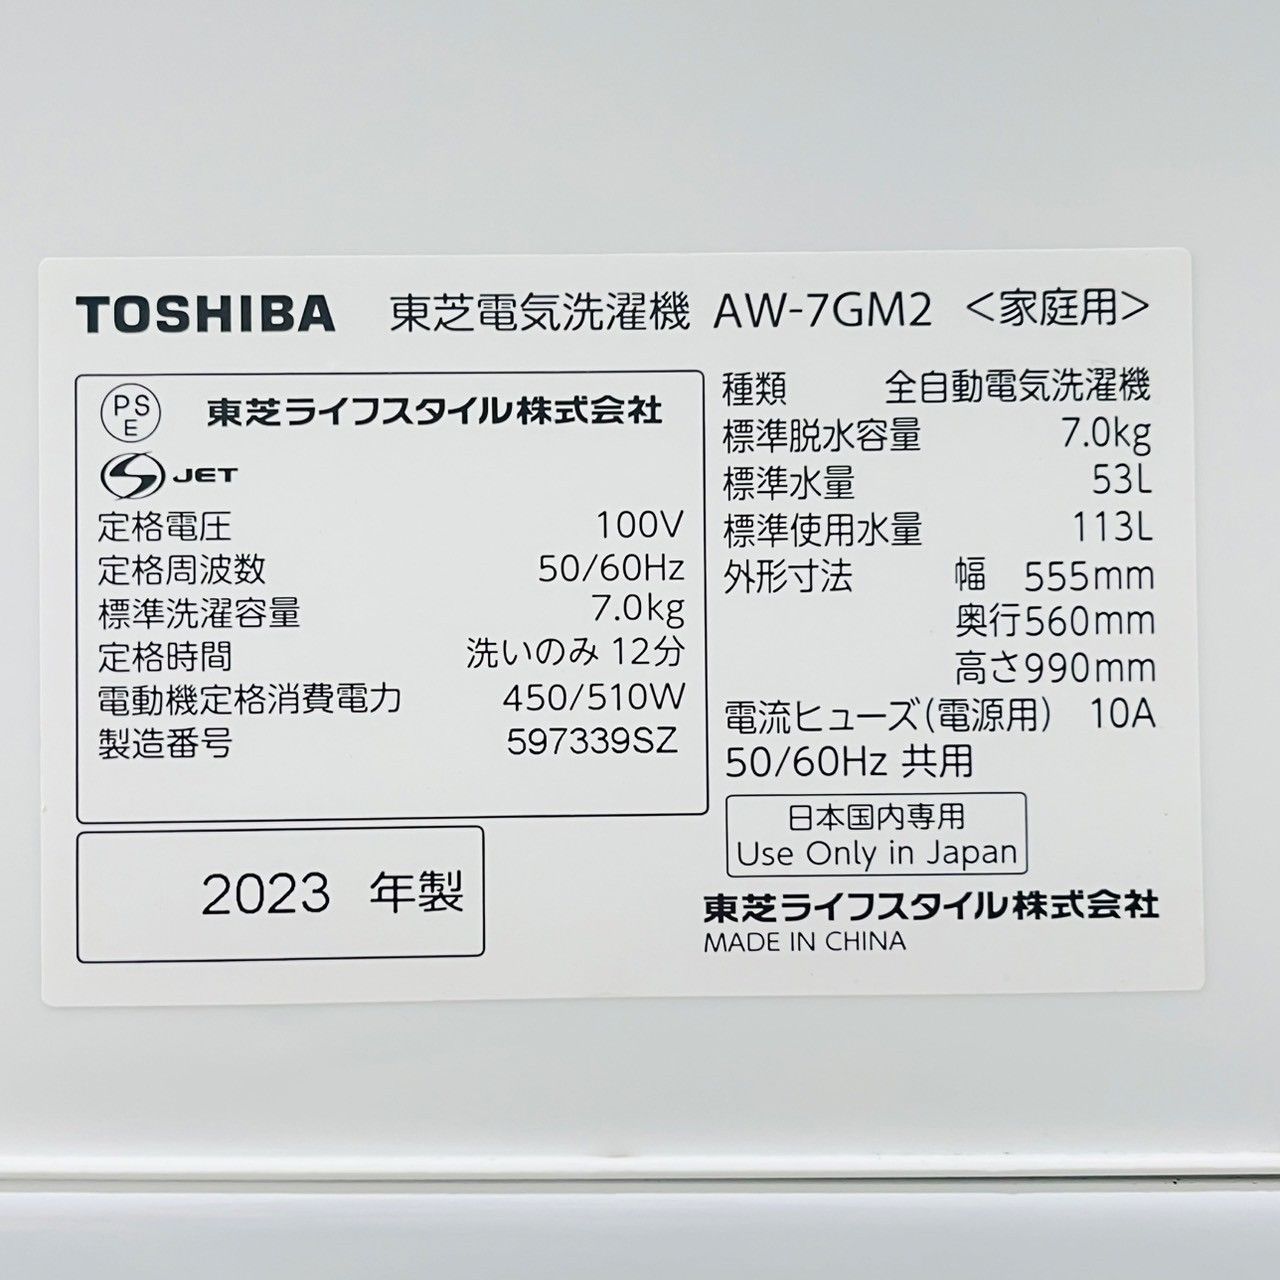 TOSHIBA 東芝電気洗濯機 AW-7GM2 <家庭用>
PSE 東芝ライフスタイル株式会社
JET
定格電圧 100V
定格周波数 50/60Hz
標準洗濯容量 7.0kg
定格時間 洗いのみ 12分
電動機定格消費電力 450/510W
製造番号 597339SZ
2023 年製
種類 全自動電気洗濯機
標準脱水容量 7.0kg
標準水量 53L
標準使用水量 113L
外形寸法 幅 555mm
奥行560mm
高さ990mm
電流ヒューズ(電源用) 10A
50/60Hz 共用
日本国内専用
Use Only in Japan
東芝ライフスタイル株式会社
MADE IN CHINA